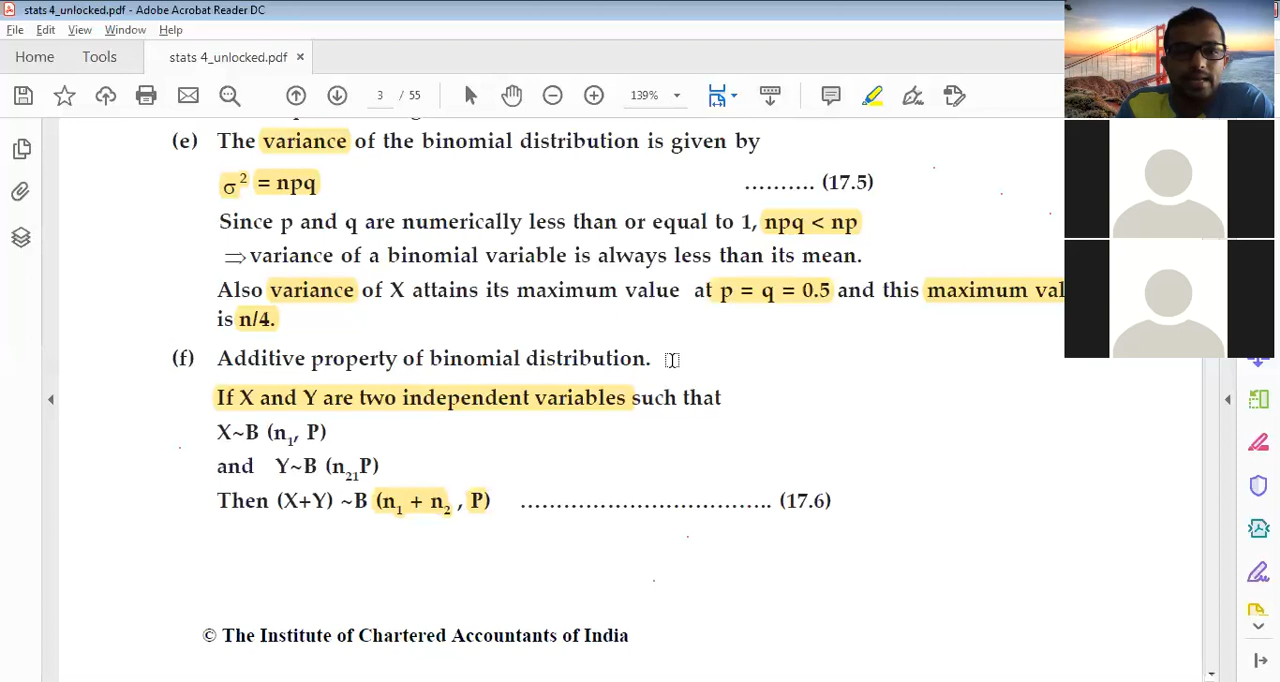 stats 4_unlocked.pdf - Adobe Acrobat Reader DC
File Edit View Window Help
Home Tools stats 4_unlocked.pdf ×
3 / 55 139%
(e) The variance of the binomial distribution is given by
σ² = npq .......... (17.5)
Since p and q are numerically less than or equal to 1, npq < np
⇒ variance of a binomial variable is always less than its mean.
Also variance of X attains its maximum value at p = q = 0.5 and this maximum val
is n/4.
(f) Additive property of binomial distribution.
If X and Y are two independent variables such that
X~B (n₁, P)
and Y~B (n₂₁P)
Then (X+Y) ~B (n₁ + n₂ , P) ................................. (17.6)
© The Institute of Chartered Accountants of India